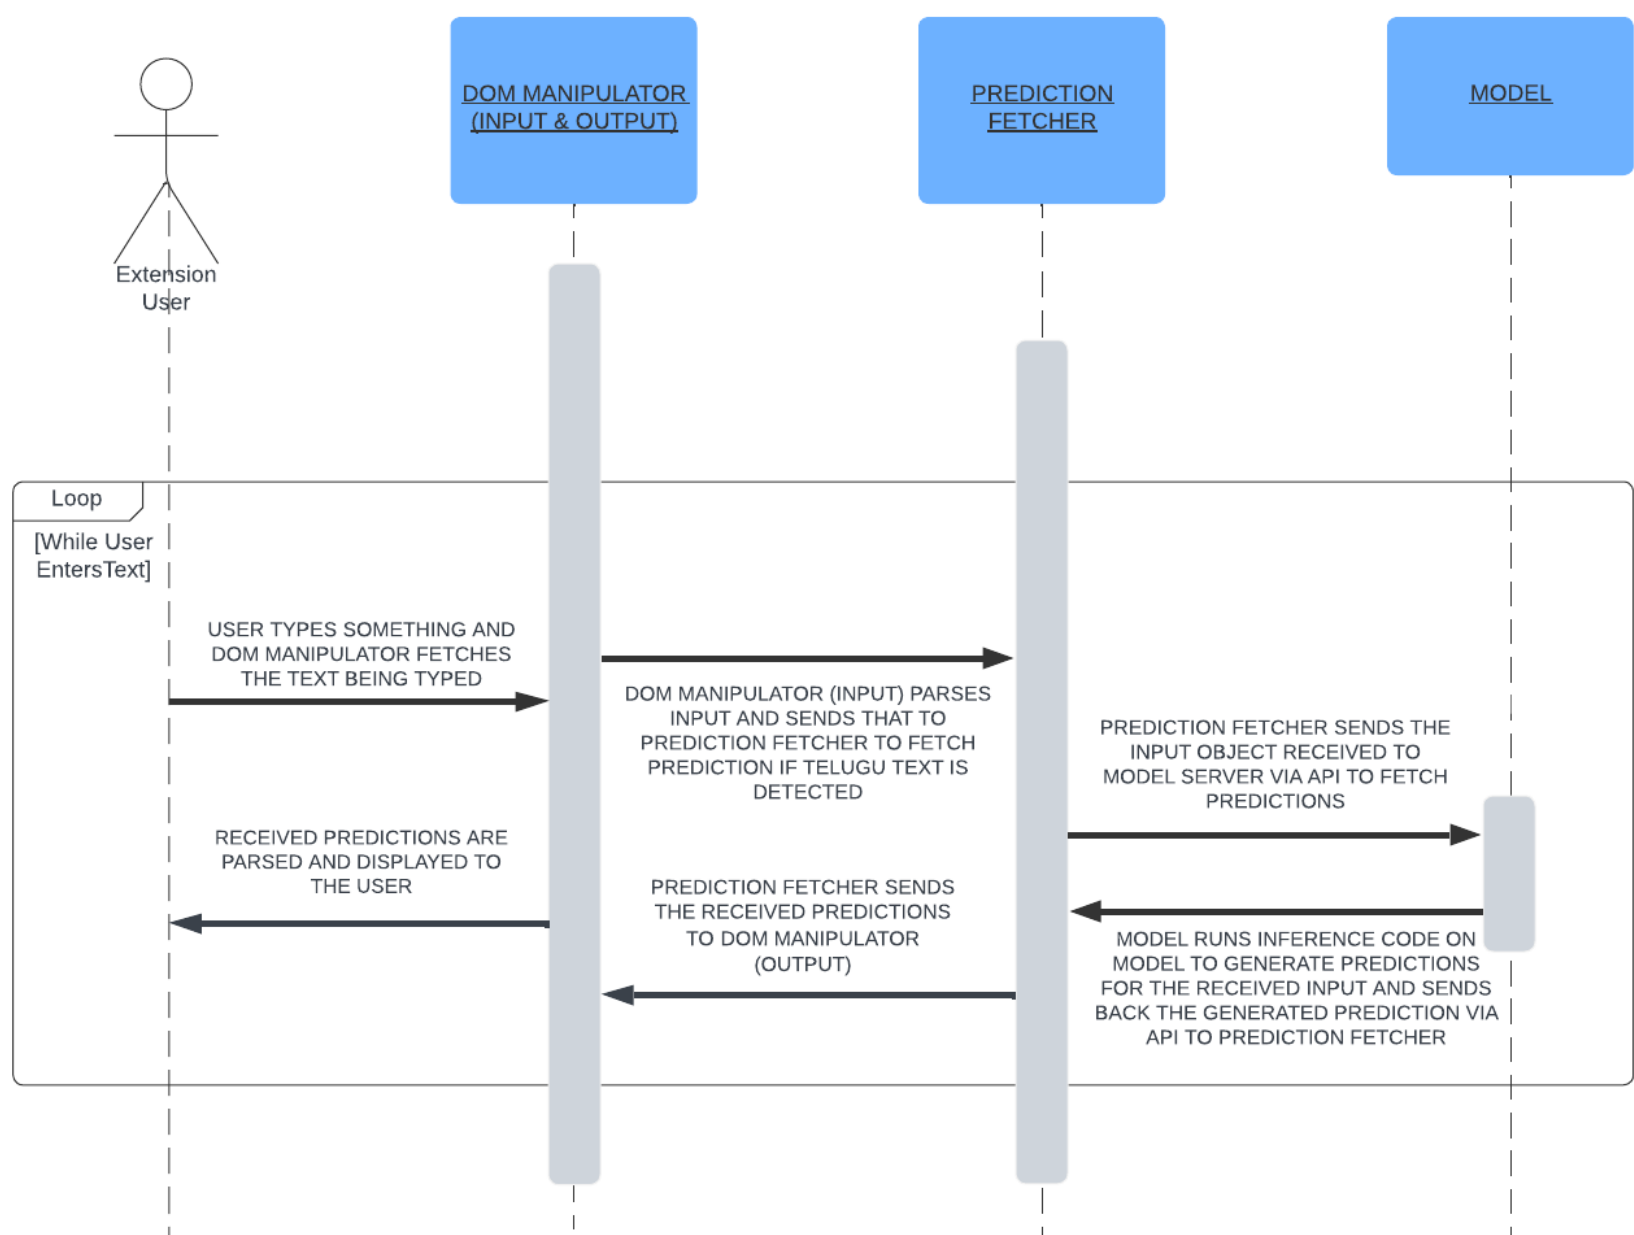 DOM MANIPULATOR
(INPUT & OUTPUT)
PREDICTION
FETCHER
MODEL
Extension
User
Loop
[While User
EntersText]
USER TYPES SOMETHING AND
DOM MANIPULATOR FETCHES
THE TEXT BEING TYPED
DOM MANIPULATOR (INPUT) PARSES
INPUT AND SENDS THAT TO
PREDICTION FETCHER TO FETCH
PREDICTION IF TELUGU TEXT IS
DETECTED
PREDICTION FETCHER SENDS THE
INPUT OBJECT RECEIVED TO
MODEL SERVER VIA API TO FETCH
PREDICTIONS
RECEIVED PREDICTIONS ARE
PARSED AND DISPLAYED TO
THE USER
PREDICTION FETCHER SENDS
THE RECEIVED PREDICTIONS
TO DOM MANIPULATOR
(OUTPUT)
MODEL RUNS INFERENCE CODE ON
MODEL TO GENERATE PREDICTIONS
FOR THE RECEIVED INPUT AND SENDS
BACK THE GENERATED PREDICTION VIA
API TO PREDICTION FETCHER